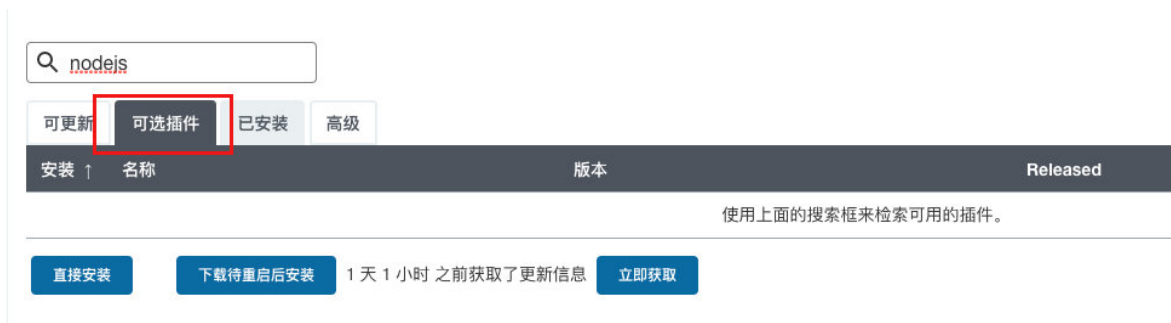 nodejs
可更新 可选插件 已安装 高级
安装 ↑ 名称 版本 Released
使用上面的搜索框来检索可用的插件。
直接安装 下载待重启后安装 1 天 1 小时 之前获取了更新信息 立即获取